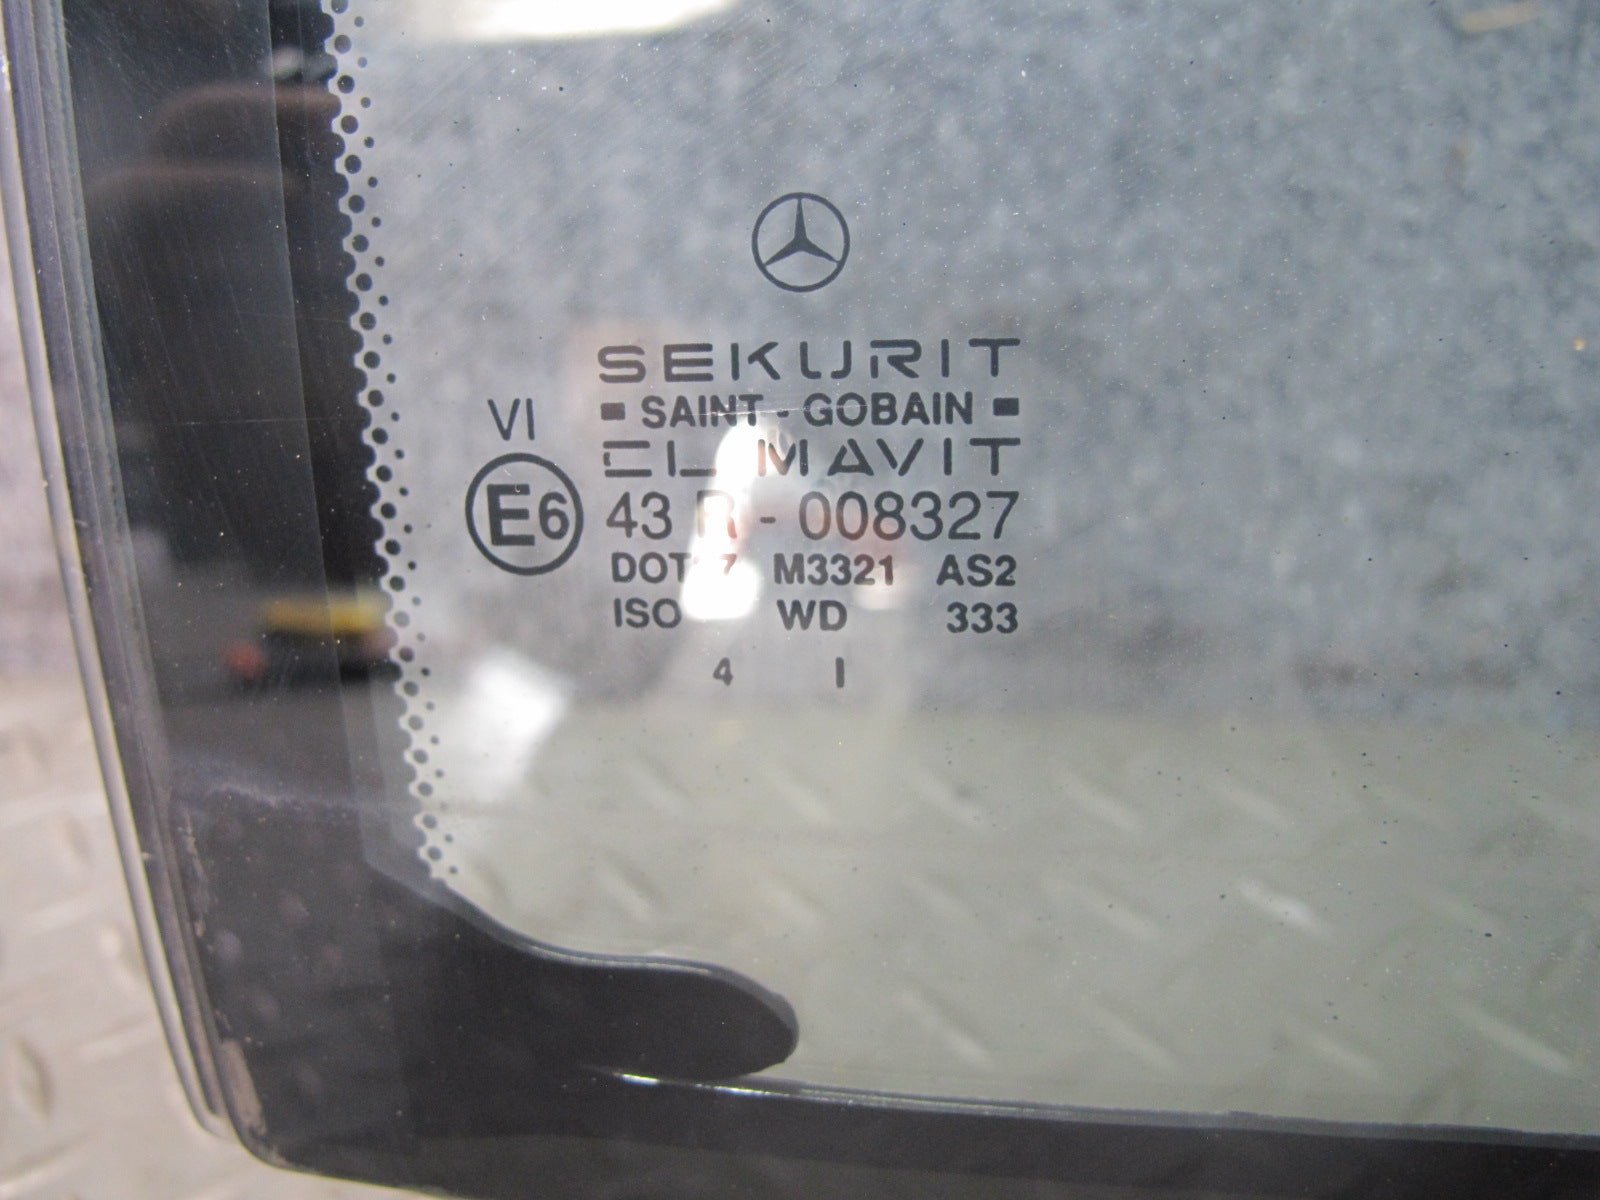 SEKURIT
SAINT - GOBAIN
CLIMAVIT
VI
E6 43 R - 008327
M3321 AS2
ISO WD 333
4 I